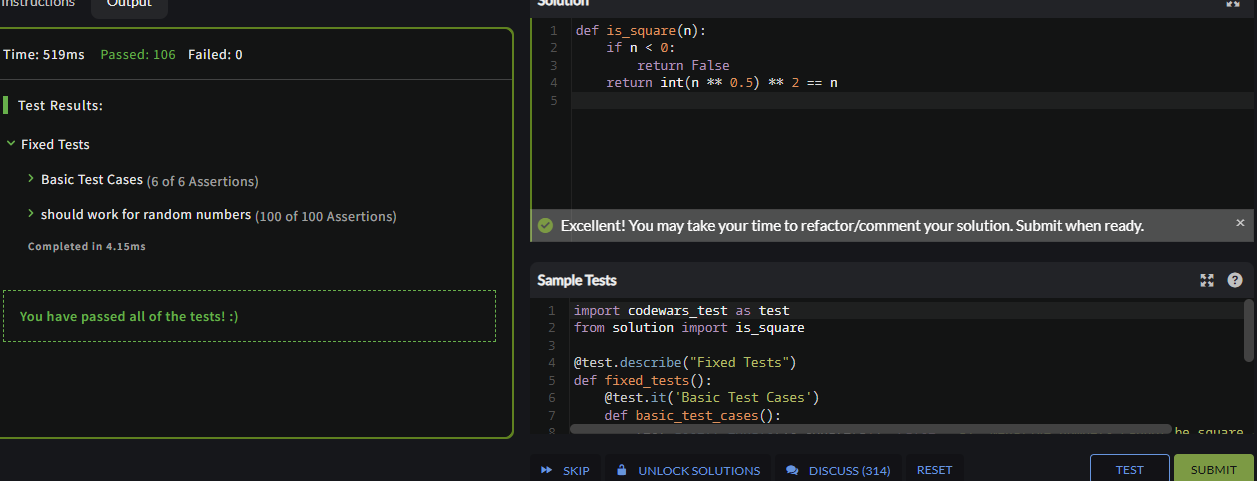 Instructions
Output
Time: 519ms Passed: 106 Failed: 0
Test Results:
Fixed Tests
Basic Test Cases (6 of 6 Assertions)
should work for random numbers (100 of 100 Assertions)
Completed in 4.15ms
You have passed all of the tests! :)
Solution
1 def is_square(n):
2     if n < 0:
3         return False
4     return int(n ** 0.5) ** 2 == n
5
Excellent! You may take your time to refactor/comment your solution. Submit when ready.
×
Sample Tests
?
1 import codewars_test as test
2 from solution import is_square
3
4 @test.describe("Fixed Tests")
5 def fixed_tests():
6     @test.it('Basic Test Cases')
7     def basic_test_cases():
8 be square
SKIP
UNLOCK SOLUTIONS
DISCUSS (314)
RESET
TEST
SUBMIT